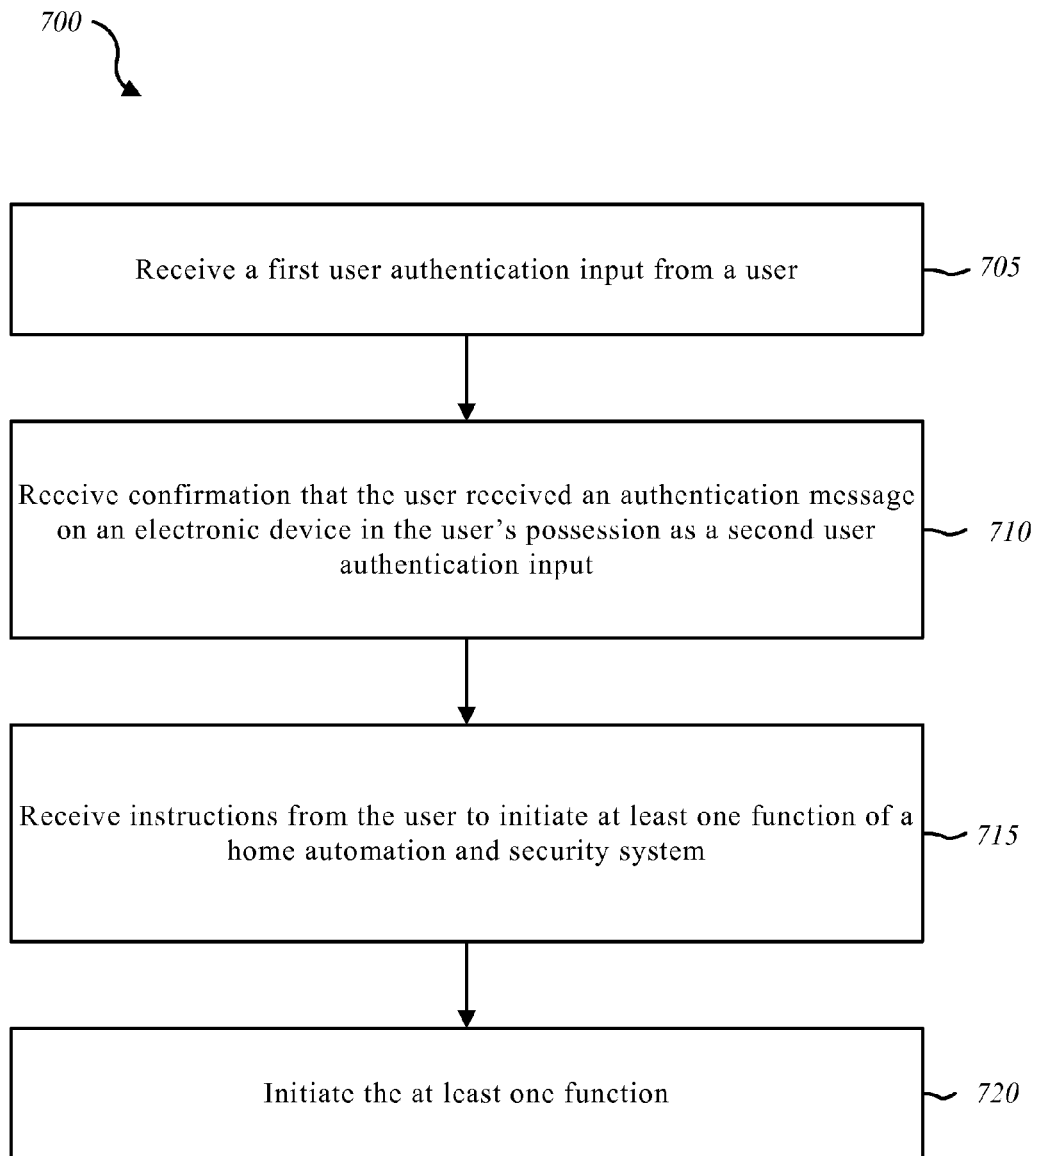 700
Receive a first user authentication input from a user
705
Receive confirmation that the user received an authentication message
on an electronic device in the user's possession as a second user
authentication input
710
Receive instructions from the user to initiate at least one function of a
home automation and security system
715
Initiate the at least one function
720